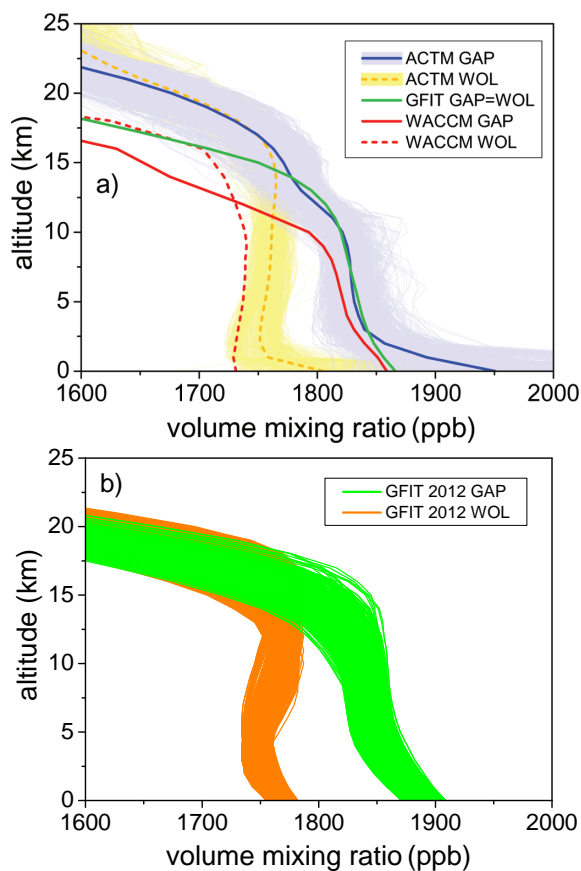 25
20
15
10
5
0
altitude (km)
a)
ACTM GAP
ACTM WOL
GFIT GAP=WOL
WACCM GAP
WACCM WOL
1600 1700 1800 1900 2000
volume mixing ratio (ppb)
25
20
15
10
5
0
altitude (km)
b)
GFIT 2012 GAP
GFIT 2012 WOL
1600 1700 1800 1900 2000
volume mixing ratio (ppb)